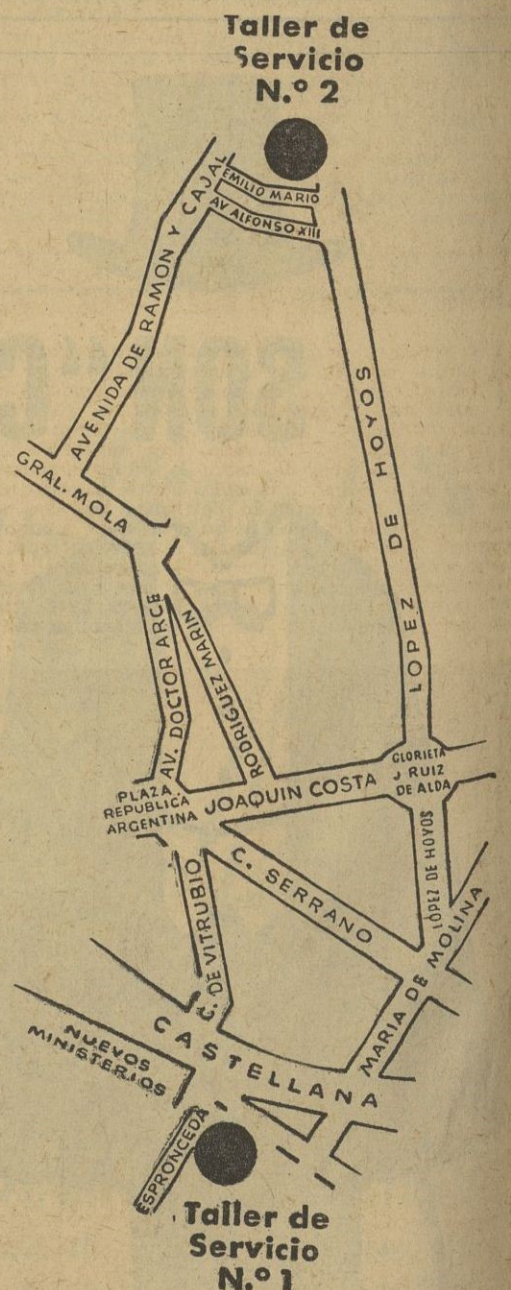 Taller de
Servicio
N.º 2
EMILIO MARIO
AV ALFONSO XIII
AVENIDA DE RAMON Y CAJAL
LOPEZ DE HOYOS
GRAL. MOLA
AV. DOCTOR ARCE
RODRIGUEZ MARIN
PLAZA
REPUBLICA
ARGENTINA
JOAQUIN COSTA
GLORIETA
J RUIZ
DE ALDA
LOPEZ DE HOYOS
C. SERRANO
C. DE VITRUBIO
MARIA DE MOLINA
CASTELLANA
NUEVOS
MINISTERIOS
ESPRONCEDA
Taller de
Servicio
N.º 1